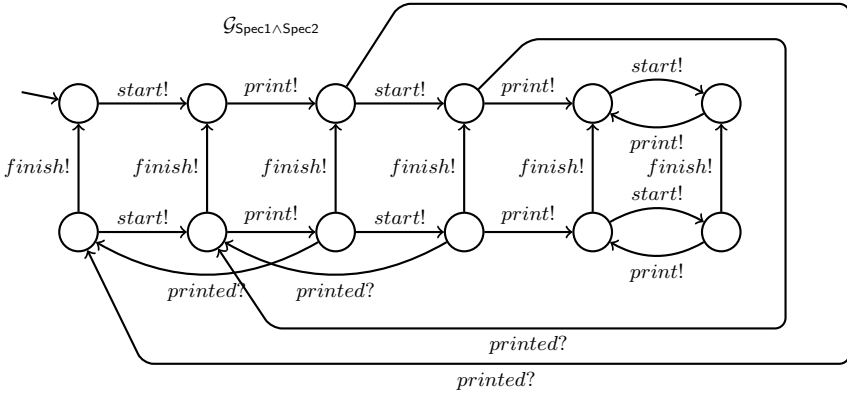 𝒢Spec1∧Spec2
start! print! start! print! start!
print!
finish! finish! finish! finish! finish! finish!
start! print! start! print! start!
print!
printed? printed?
printed?
printed?